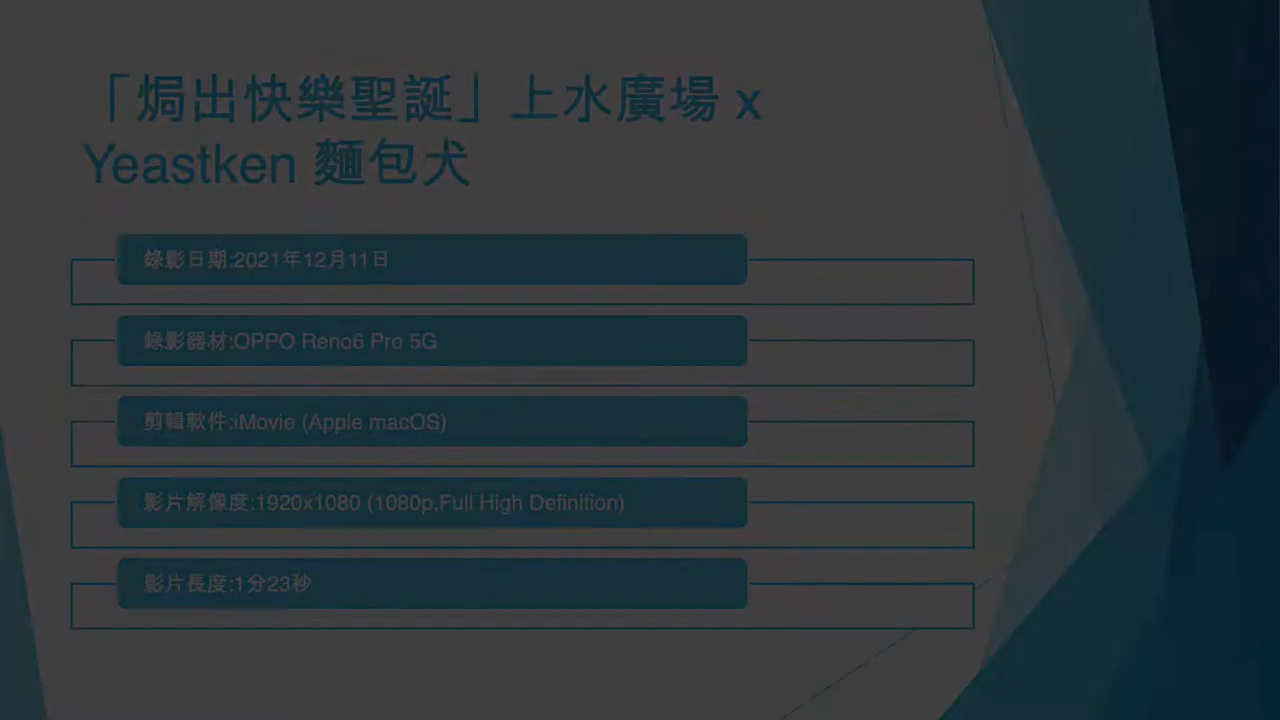 「焗出快樂聖誕」上水廣場 x
Yeastken 麵包犬
錄影日期:2021年12月11日
錄影器材:OPPO Reno6 Pro 5G
剪輯軟件:iMovie (Apple macOS)
影片解像度:1920x1080 (1080p,Full High Definition)
影片長度:1分23秒